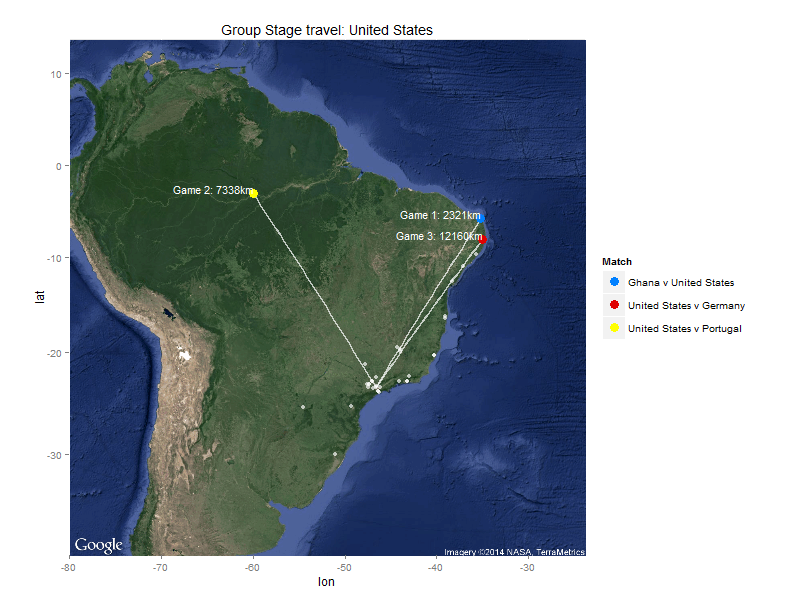 Group Stage travel: United States
10
0
-10
-20
-30
lat
Game 2: 7338km
Game 1: 2321km
Game 3: 12160km
Google
Imagery ©2014 NASA, TerraMetrics
-80
-70
-60
-50
-40
-30
lon
Match
Ghana v United States
United States v Germany
United States v Portugal